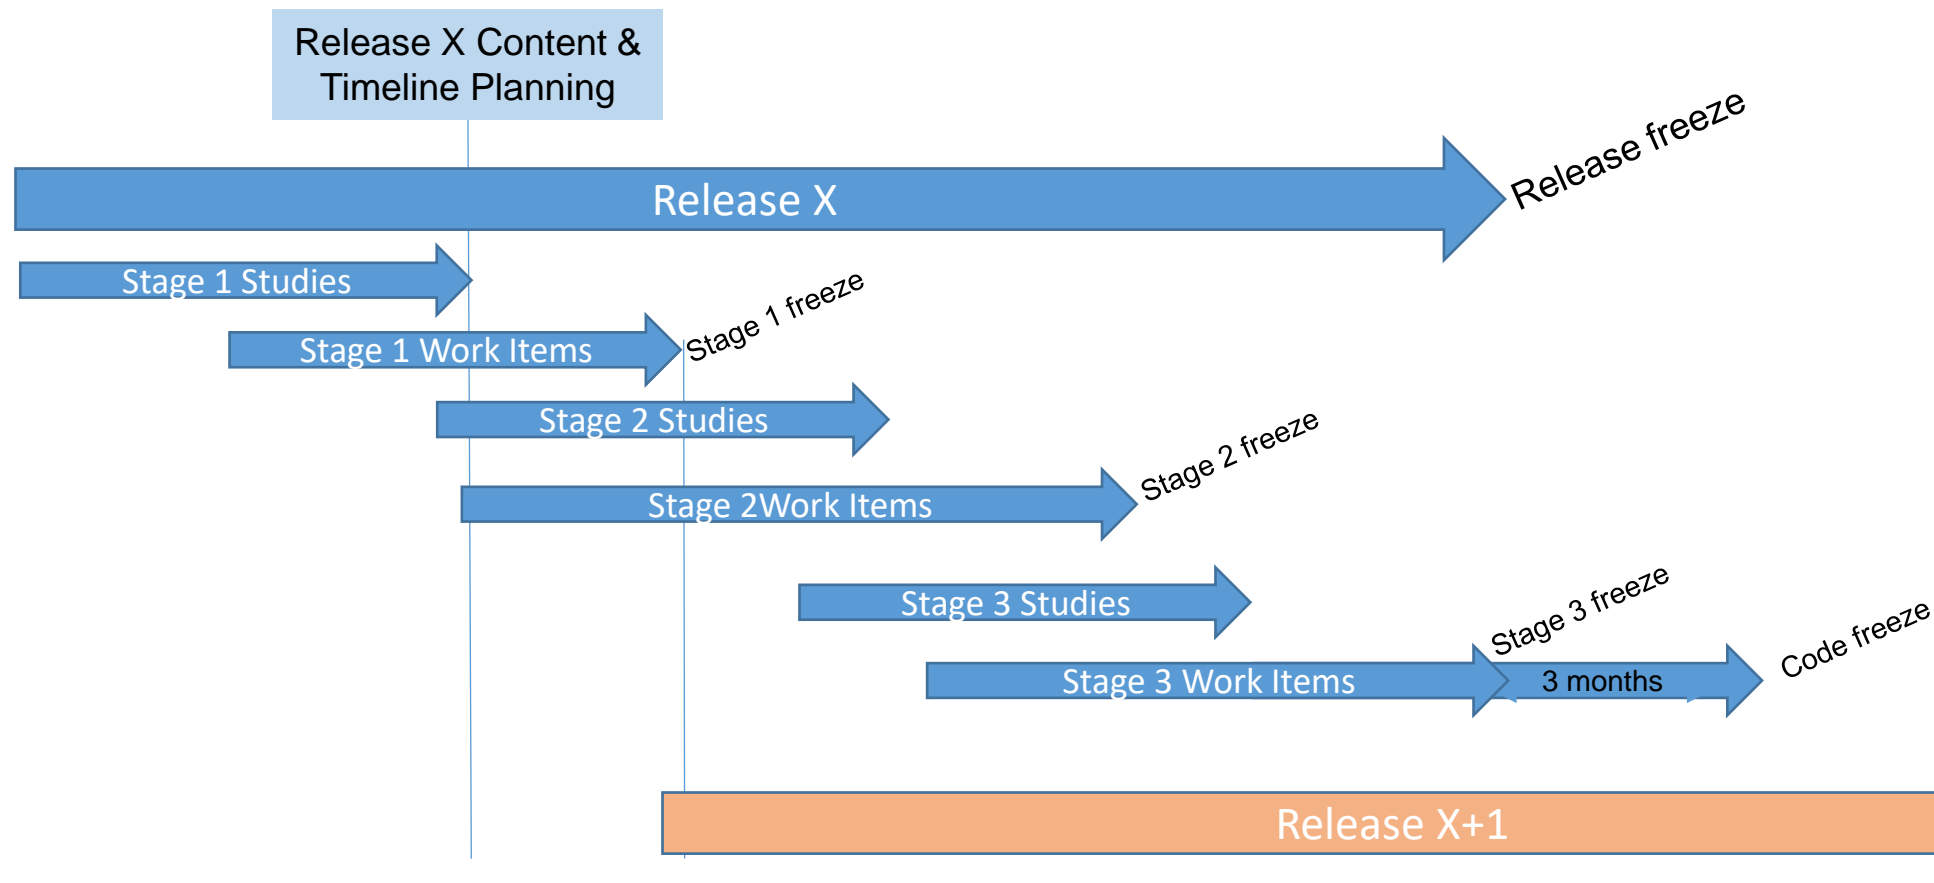 Release X Content &
Timeline Planning
Release freeze
Release X
Stage 1 Studies
Stage 1 freeze
Stage 1 Work Items
Stage 2 Studies
Stage 2 freeze
Stage 2Work Items
Stage 3 Studies
Stage 3 freeze
Code freeze
Stage 3 Work Items
3 months
Release X+1